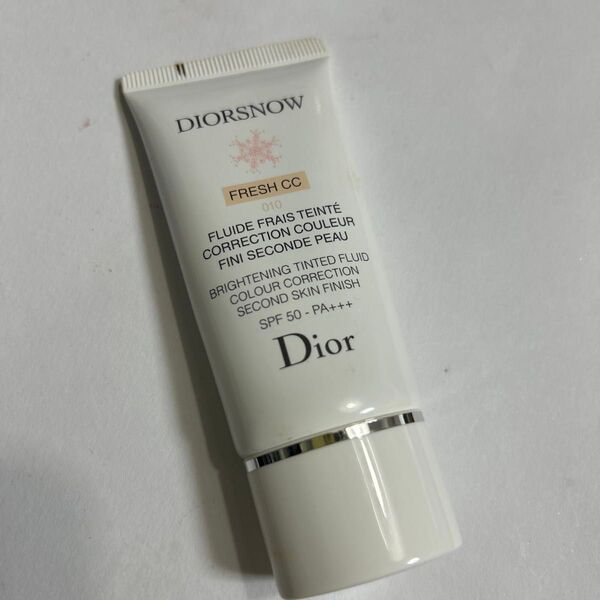 DIORSNOW
FRESH CC
010
FLUIDE FRAIS TEINTÉ
CORRECTION COULEUR
FINI SECONDE PEAU
BRIGHTENING TINTED FLUID
COLOUR CORRECTION
SECOND SKIN FINISH
SPF 50 - PA+++
Dior